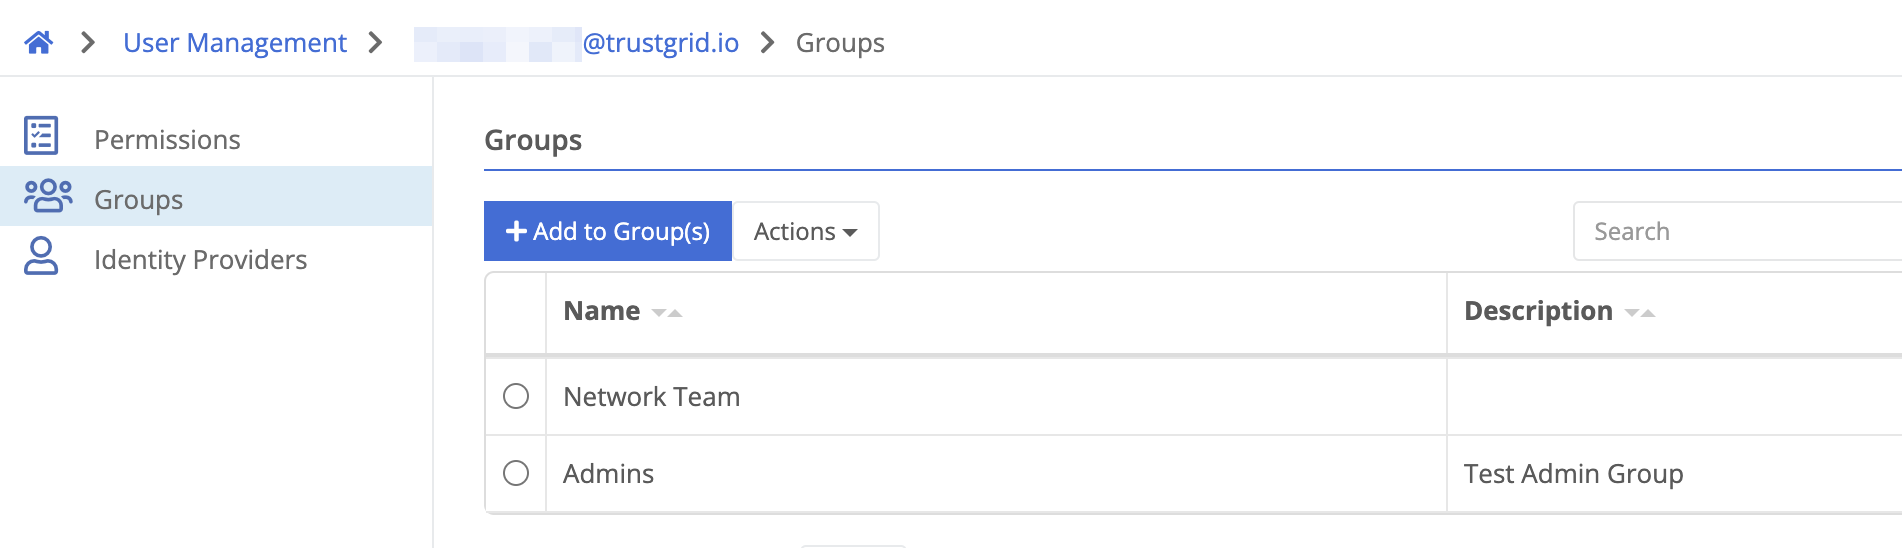 User Management @trustgrid.io Groups
Permissions
Groups
Identity Providers
Groups
Add to Group(s) Actions Search
Name Description
Network Team
Admins Test Admin Group